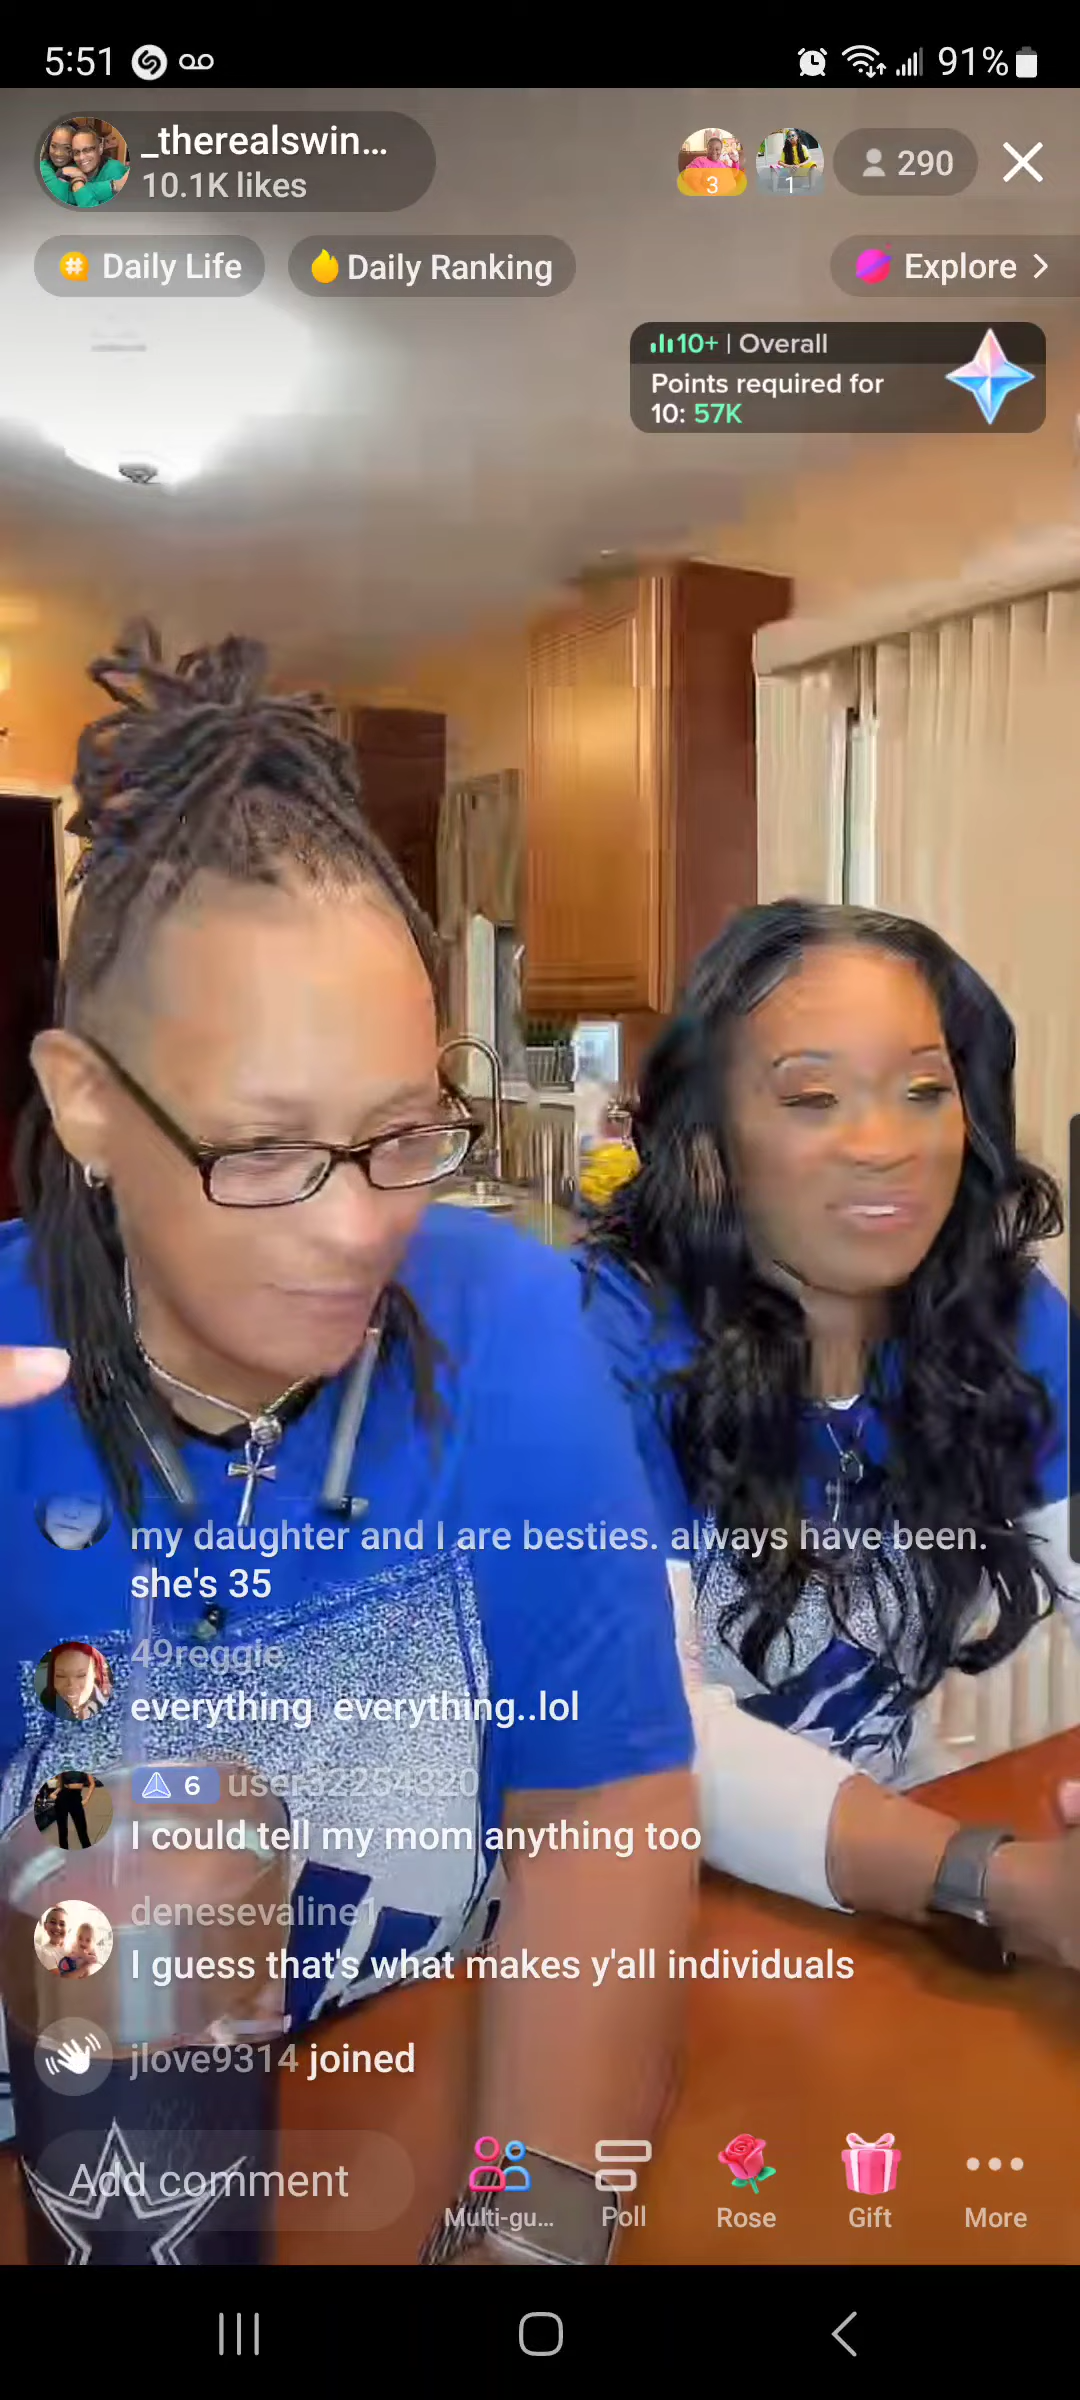 5:51
91%
_therealswin...
10.1K likes
3
1
290
Daily Life
Daily Ranking
Explore >
10+ | Overall
Points required for
10: 57K
my daughter and I are besties. always have been.
she's 35
49reggie
everything everything..lol
6 user32254820
I could tell my mom anything too
denesevaline1
I guess that's what makes y'all individuals
jlove9314 joined
Add comment
Multi-gu...
Poll
Rose
Gift
More